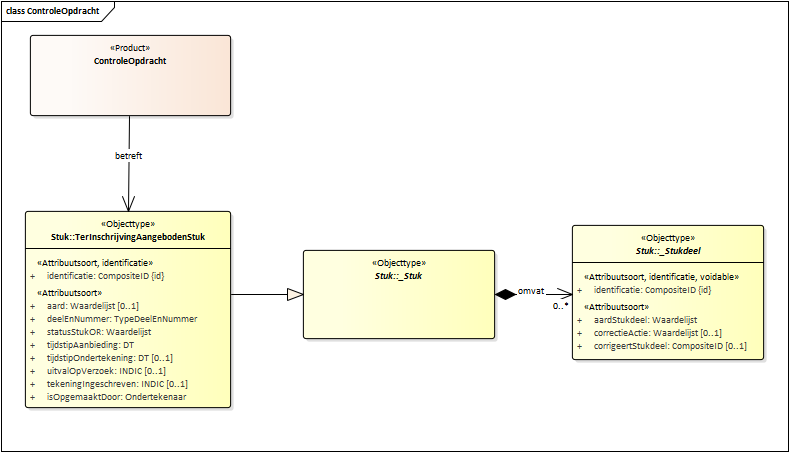 class ControleOpdracht
«Product»
ControleOpdracht
betreft
«Objecttype»
Stuk::TerInschrijvingAangebodenStuk
«Attribuutsoort, identificatie»
+ identificatie: CompositeID {id}
«Attribuutsoort»
+ aard: Waardelijst [0..1]
+ deelEnNummer: TypeDeelEnNummer
+ statusStukOR: Waardelijst
+ tijdstipAanbieding: DT
+ tijdstipOndertekening: DT [0..1]
+ uitvalOpVerzoek: INDIC [0..1]
+ tekeningIngeschreven: INDIC [0..1]
+ isOpgemaaktDoor: Ondertekenaar
«Objecttype»
Stuk::_Stuk
omvat
0..*
«Objecttype»
Stuk::_Stukdeel
«Attribuutsoort, identificatie, voidable»
+ identificatie: CompositeID {id}
«Attribuutsoort»
+ aardStukdeel: Waardelijst
+ correctieActie: Waardelijst [0..1]
+ corrigeertStukdeel: CompositeID [0..1]